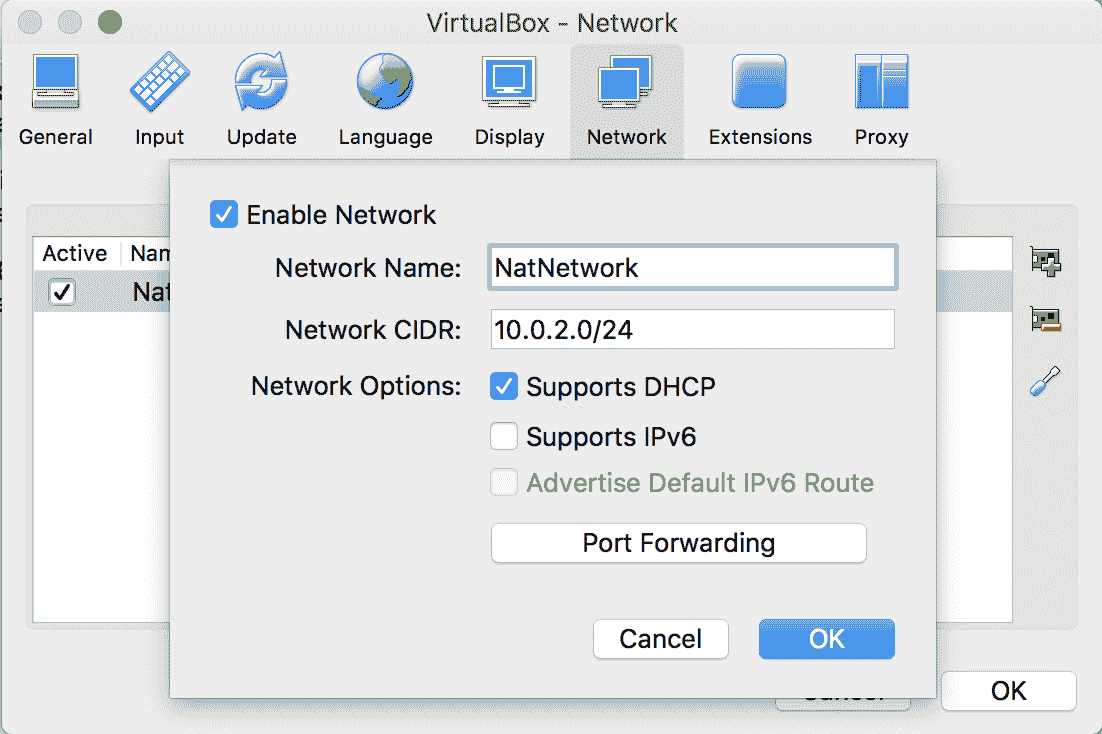 VirtualBox - Network
General Input Update Language Display Network Extensions Proxy
Enable Network
Active Nam
Network Name: NatNetwork
Nat
Network CIDR: 10.0.2.0/24
Network Options: Supports DHCP
Supports IPv6
Advertise Default IPv6 Route
Port Forwarding
Cancel OK
OK